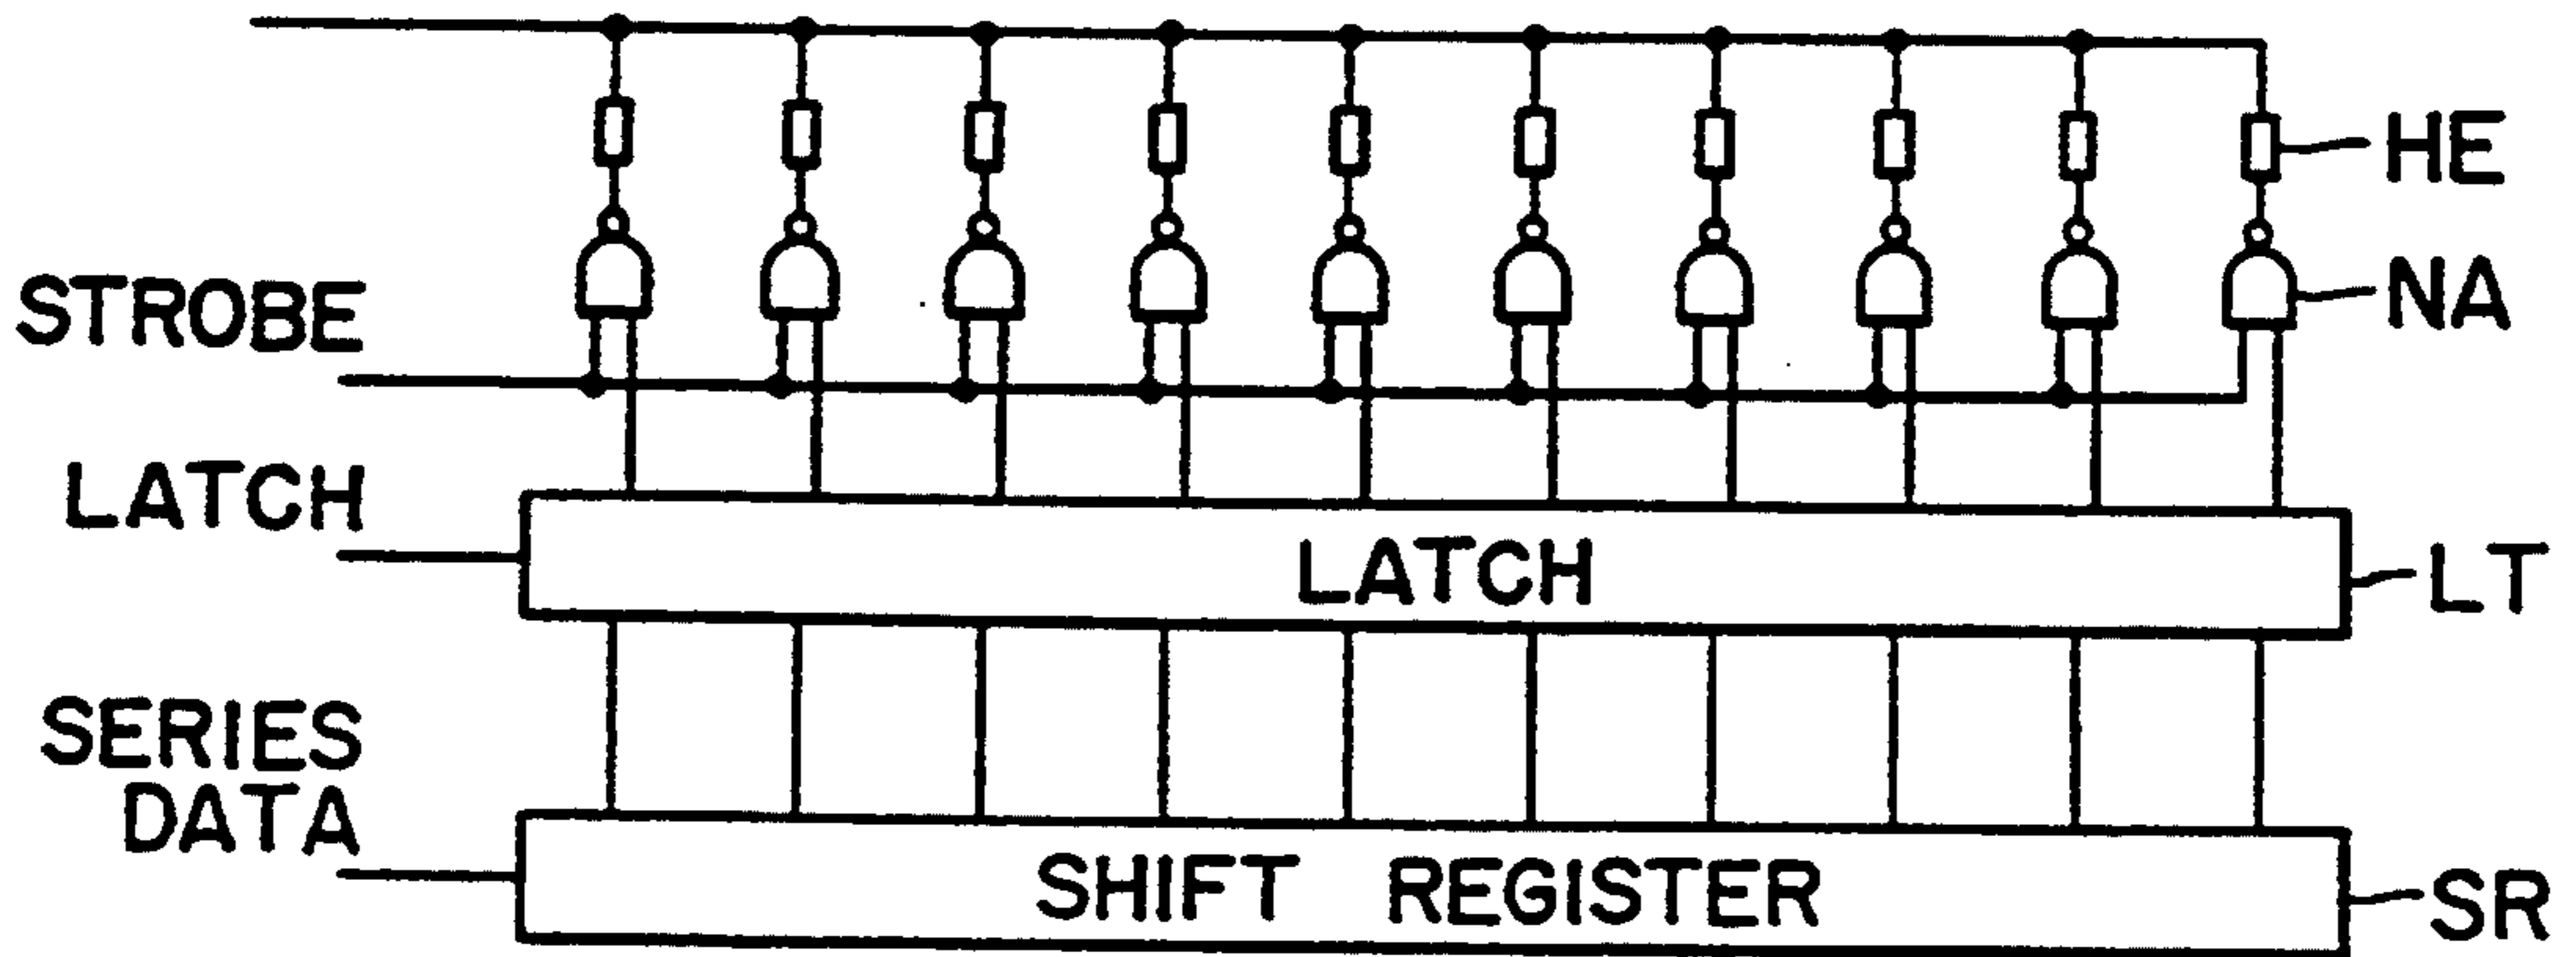 HE
STROBE
NA
LATCH
LATCH
LT
SERIES
DATA
SHIFT REGISTER
SR